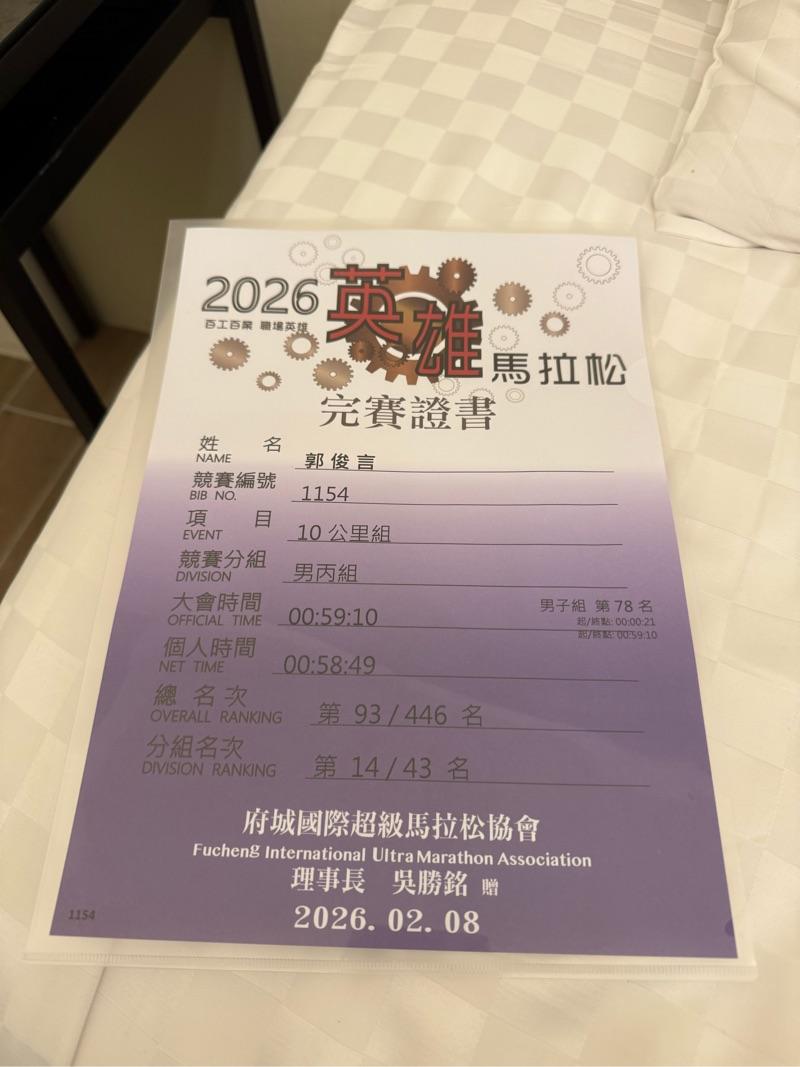 2026 英雄 馬拉松
百工百業 職場英雄
完賽證書
姓 名
NAME
郭俊言
競賽編號
BIB NO.
1154
項 目
EVENT
10 公里組
競賽分組
DIVISION
男丙組
大會時間
OFFICIAL TIME
00:59:10
男子組 第 78 名
起/終點: 00:00:21
起/終點: 00:59:10
個人時間
NET TIME
00:58:49
總 名 次
OVERALL RANKING
第 93 / 446 名
分組名次
DIVISION RANKING
第 14 / 43 名
府城國際超級馬拉松協會
Fucheng International Ultra Marathon Association
理事長 吳勝銘 贈
2026. 02. 08
1154